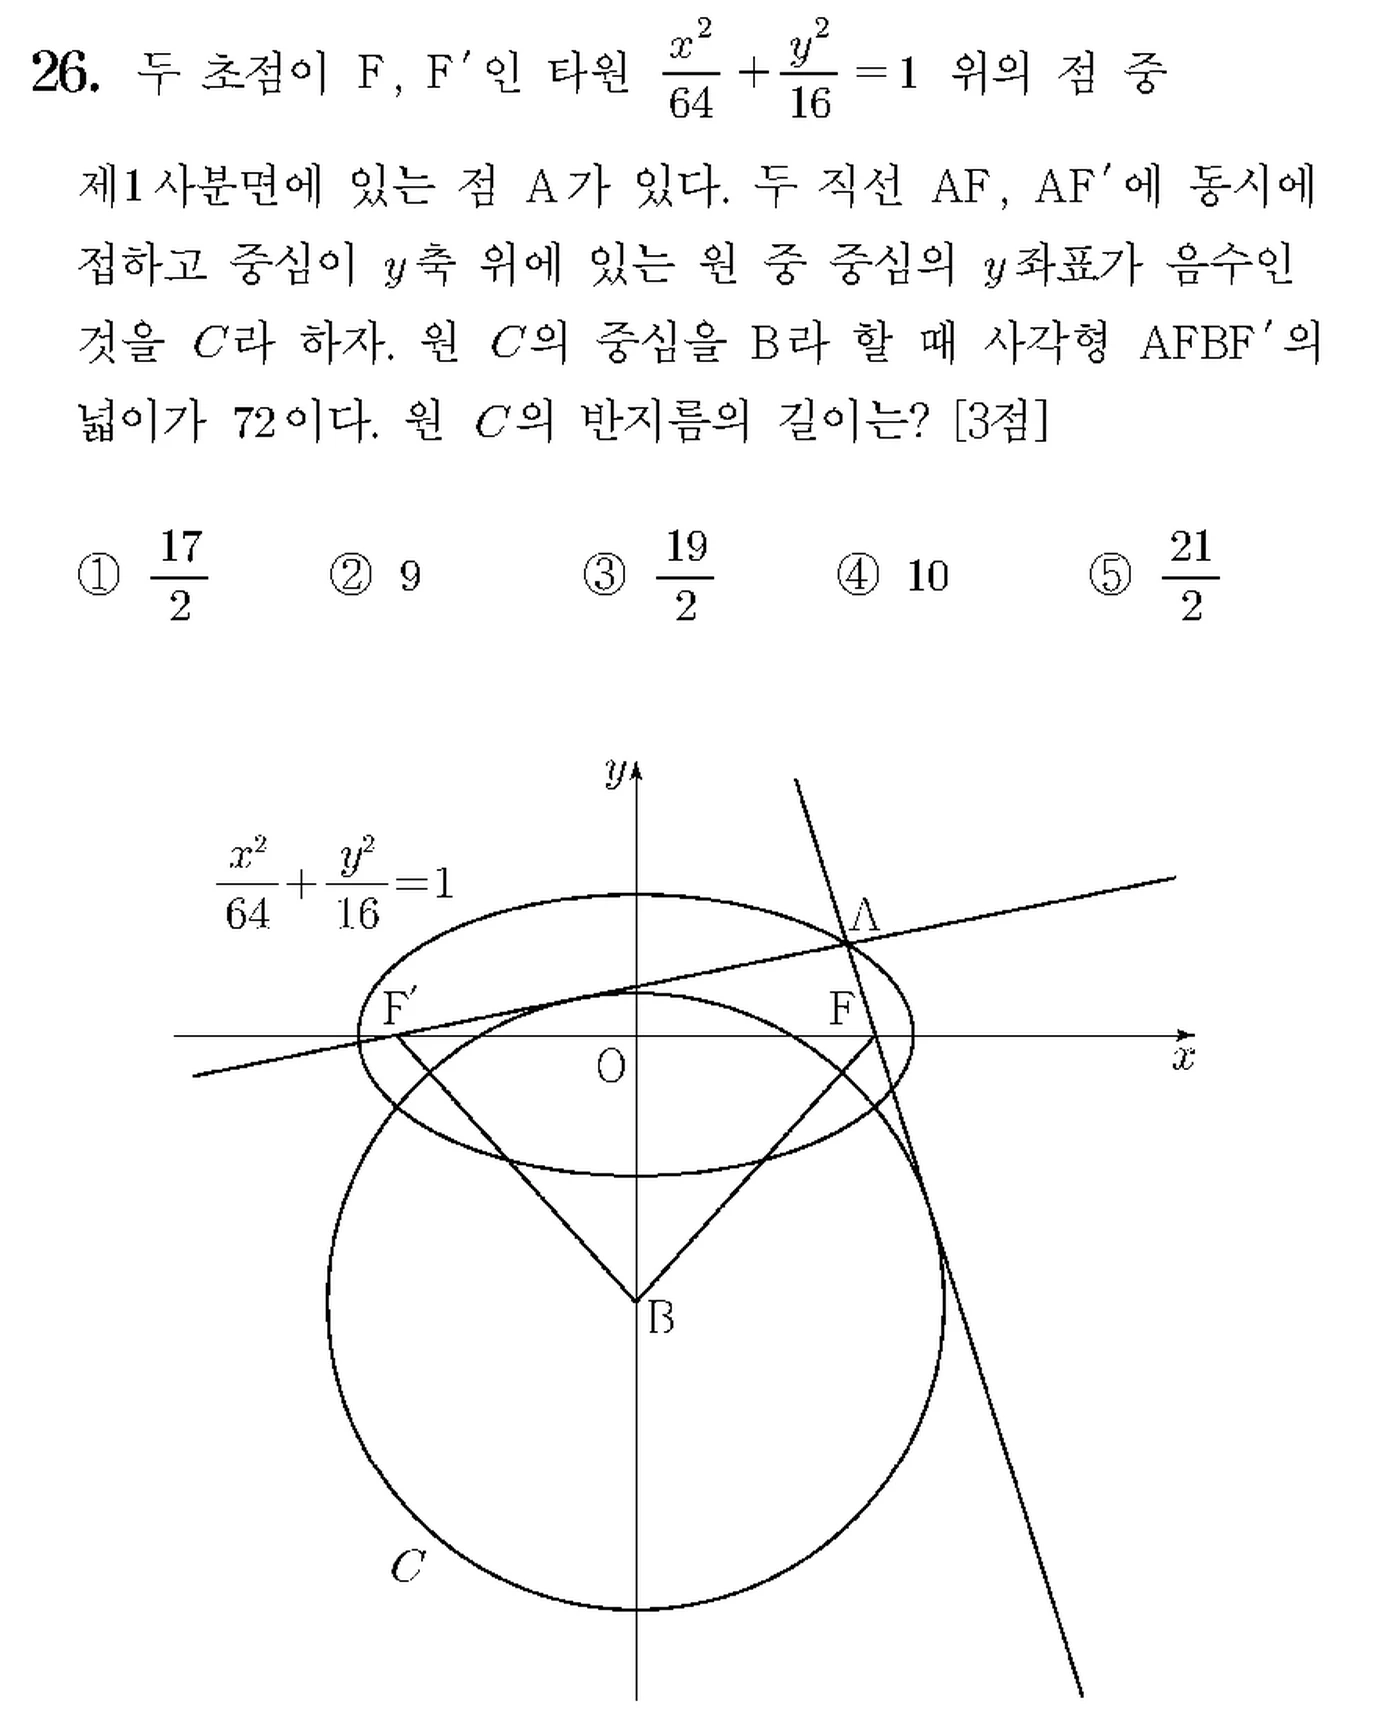 26. 두 초점이 F, F′인 타원 x²/64 + y²/16 = 1 위의 점 중
제1사분면에 있는 점 A가 있다. 두 직선 AF, AF′에 동시에
접하고 중심이 y축 위에 있는 원 중 중심의 y좌표가 음수인
것을 C라 하자. 원 C의 중심을 B라 할 때 사각형 AFBF′의
넓이가 72이다. 원 C의 반지름의 길이는? [3점]
① 17/2 ② 9 ③ 19/2 ④ 10 ⑤ 21/2
y
x²/64 + y²/16 = 1
A
F′ F
O x
B
C